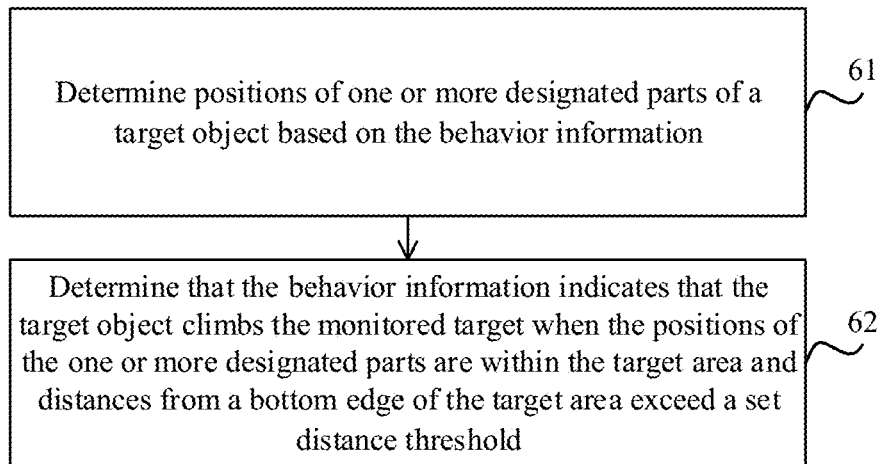 Determine positions of one or more designated parts of a
target object based on the behavior information
61
Determine that the behavior information indicates that the
target object climbs the monitored target when the positions of
the one or more designated parts are within the target area and
distances from a bottom edge of the target area exceed a set
distance threshold
62